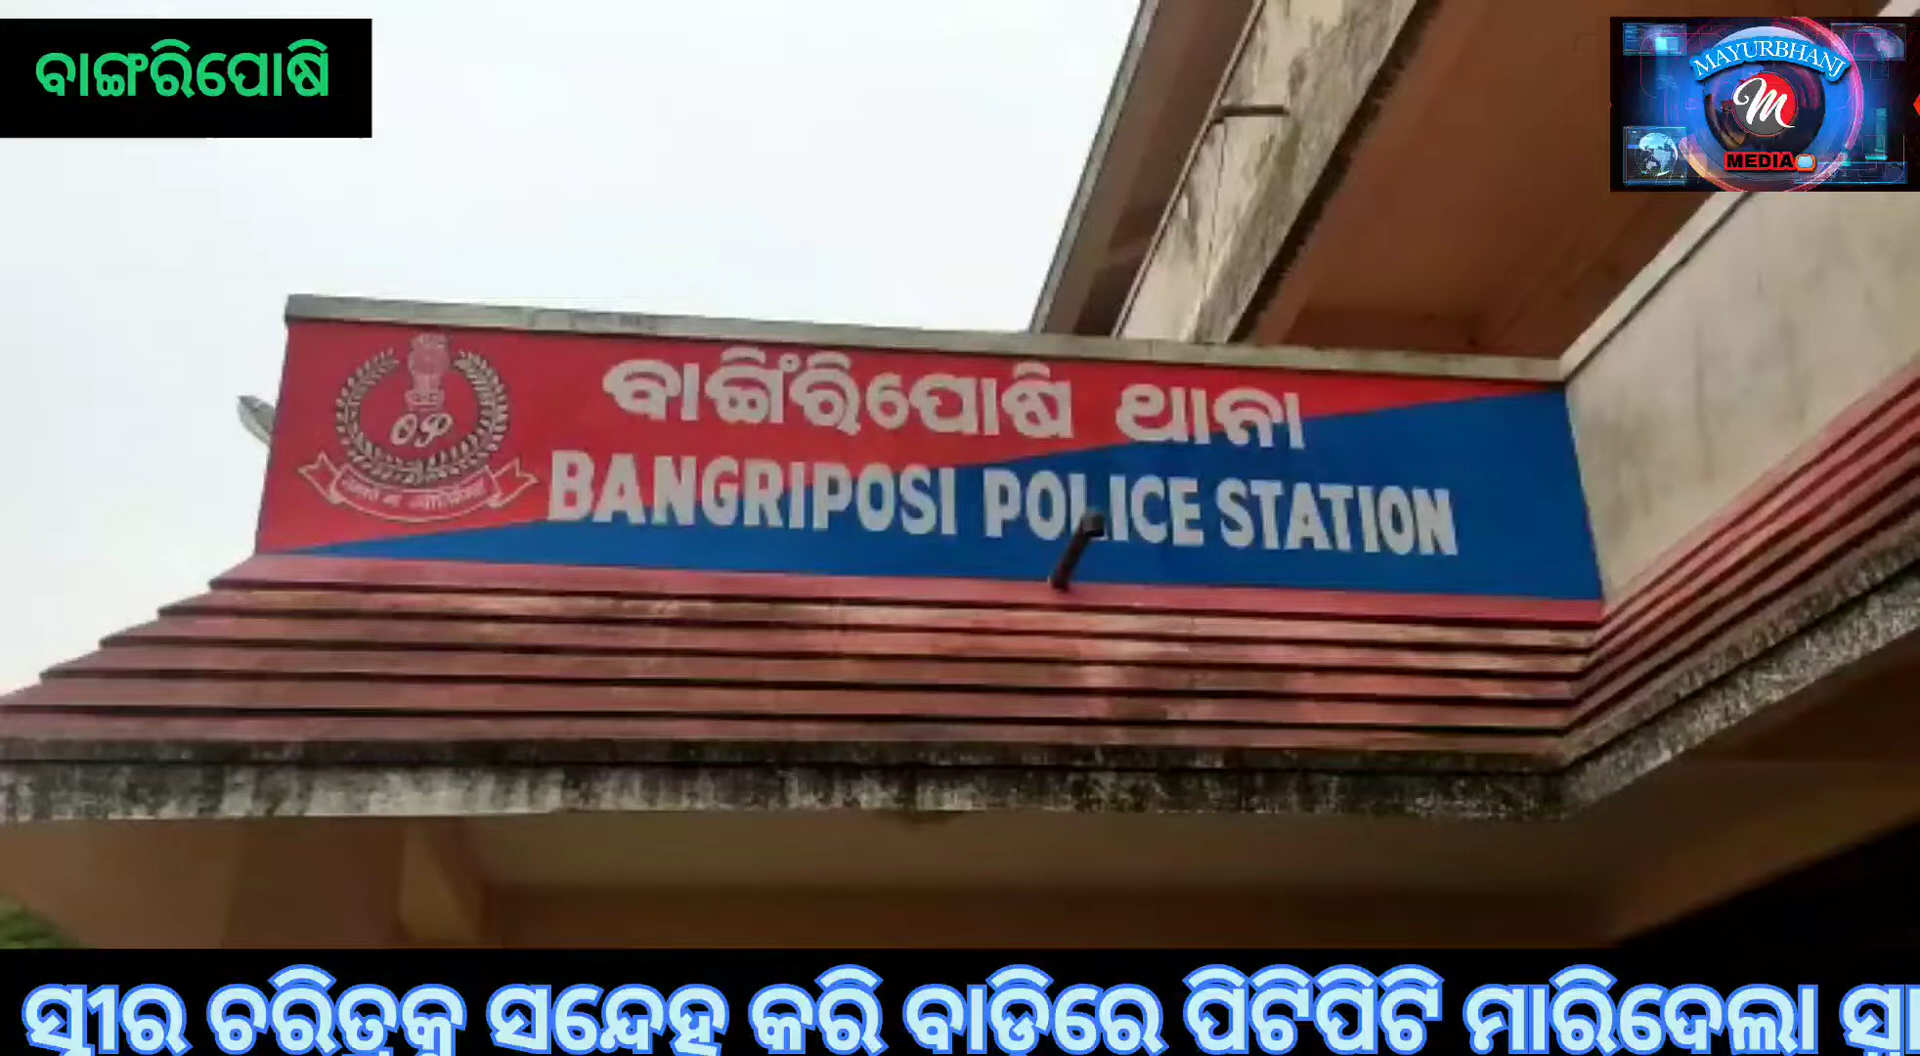 ବାଙ୍ଗରିପୋଷି
MAYURBHANJ
M
MEDIA
ବାଙ୍ଗିରିପୋଷି ଥାନା
BANGRIPOSI POLICE STATION
ସ୍ତ୍ରୀର ଚରିତ୍ରକୁ ସନ୍ଦେହ କରି ବାଡ଼ିରେ ପିଟିପିଟି ମାରିଦେଲା